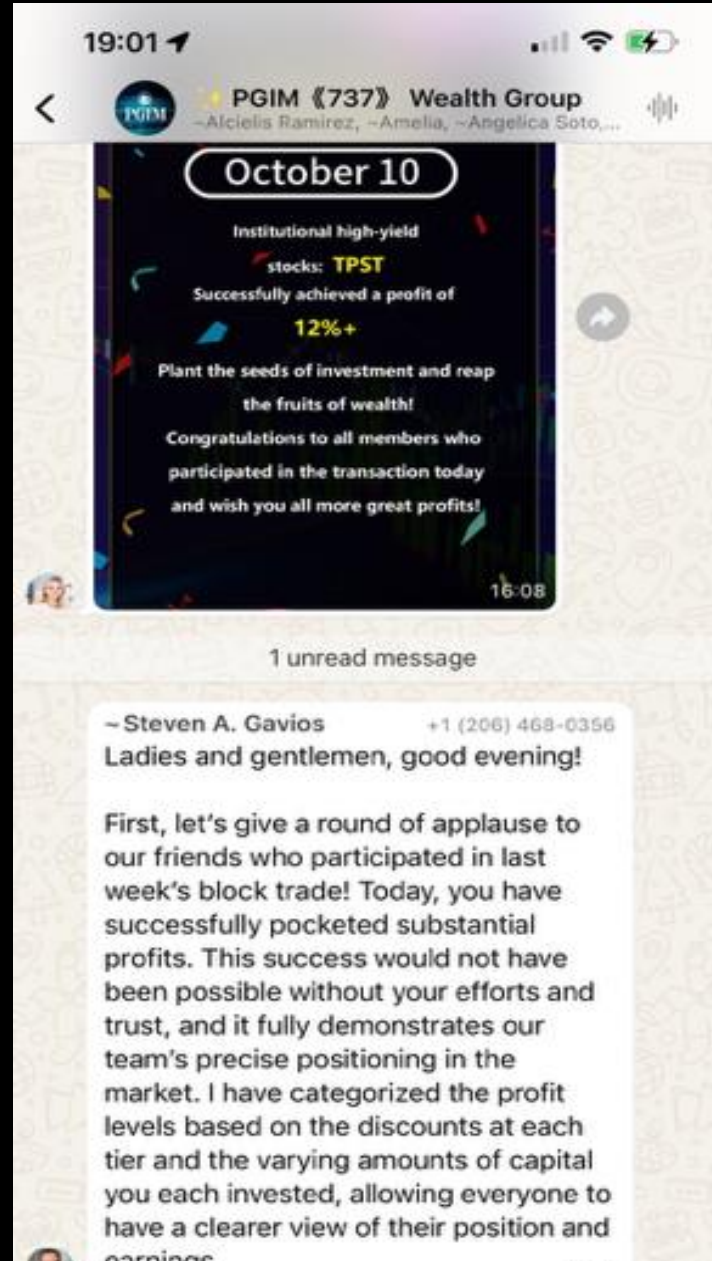 19:01
PGIM 《737》 Wealth Group
~Alcielis Ramirez, ~Amelia, ~Angelica Soto,...
PGIM
October 10
Institutional high-yield
stocks: TPST
Successfully achieved a profit of
12%+
Plant the seeds of investment and reap
the fruits of wealth!
Congratulations to all members who
participated in the transaction today
and wish you all more great profits!
16:08
1 unread message
~Steven A. Gavios +1 (206) 468-0356
Ladies and gentlemen, good evening!
First, let's give a round of applause to
our friends who participated in last
week's block trade! Today, you have
successfully pocketed substantial
profits. This success would not have
been possible without your efforts and
trust, and it fully demonstrates our
team's precise positioning in the
market. I have categorized the profit
levels based on the discounts at each
tier and the varying amounts of capital
you each invested, allowing everyone to
have a clearer view of their position and
earnings